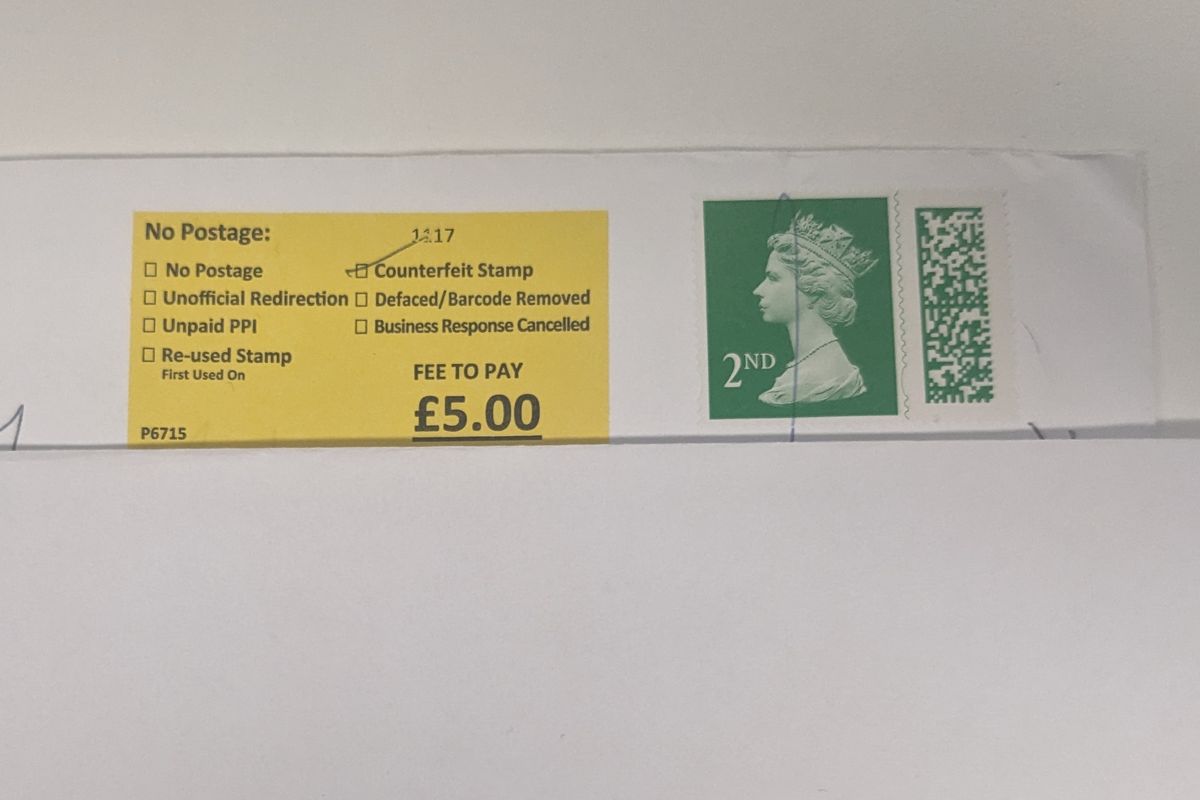 No Postage:
1117
☐ No Postage
☐ Counterfeit Stamp
☐ Unofficial Redirection
☐ Defaced/Barcode Removed
☐ Unpaid PPI
☐ Business Response Cancelled
☐ Re-used Stamp
First Used On
FEE TO PAY
£5.00
P6715
2ND